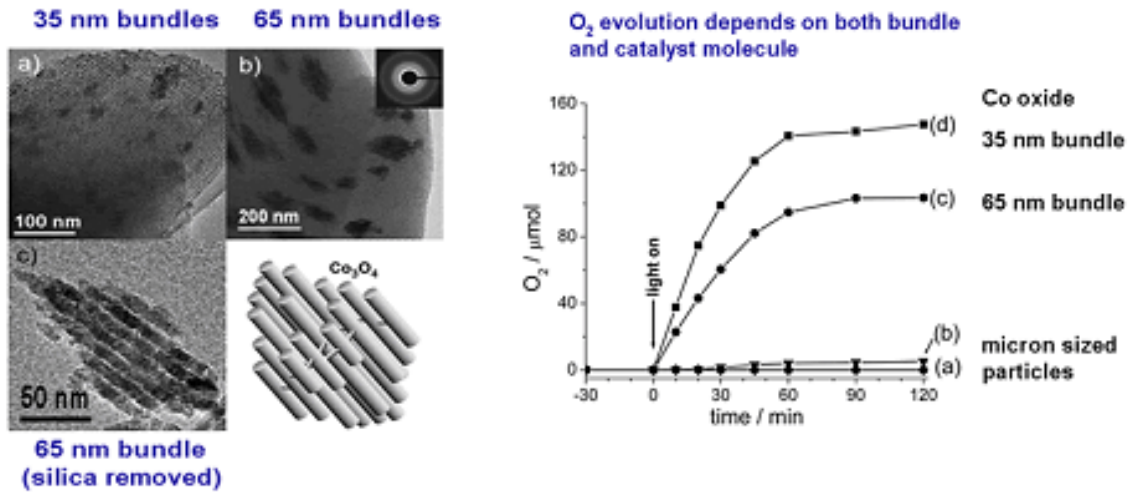 35 nm bundles
65 nm bundles
a)
100 nm
b)
200 nm
c)
50 nm
Co₃O₄
65 nm bundle
(silica removed)
O₂ evolution depends on both bundle
and catalyst molecule
160
120
80
40
0
O₂ / μmol
light on
-30
0
30
60
90
120
time / min
(d)
(c)
(b)
(a)
Co oxide
35 nm bundle
65 nm bundle
micron sized
particles